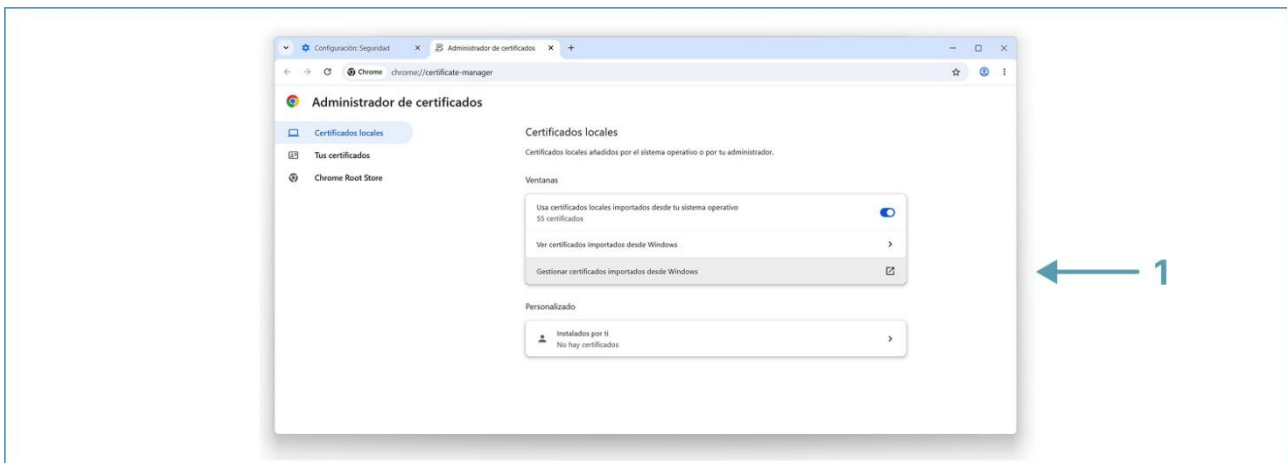 Configuración: Seguridad
Administrador de certificados
Chrome chrome://certificate-manager
Administrador de certificados
Certificados locales
Tus certificados
Chrome Root Store
Certificados locales
Certificados locales añadidos por el sistema operativo o por tu administrador.
Ventanas
Usa certificados locales importados desde tu sistema operativo
55 certificados
Ver certificados importados desde Windows
Gestionar certificados importados desde Windows
1
Personalizado
Instalados por ti
No hay certificados